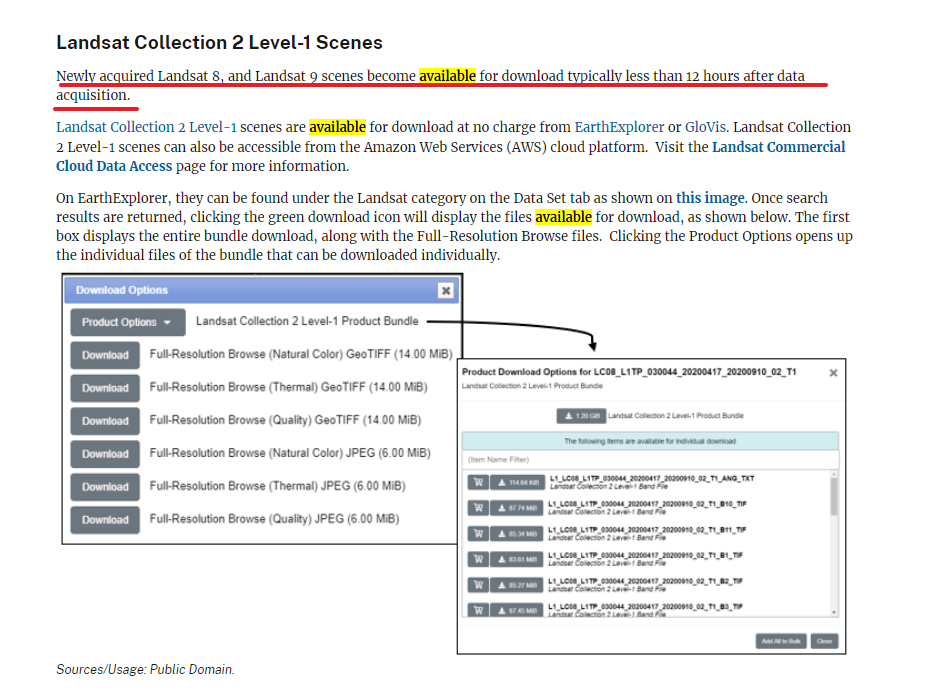 Landsat Collection 2 Level-1 Scenes
Newly acquired Landsat 8, and Landsat 9 scenes become available for download typically less than 12 hours after data
acquisition.
Landsat Collection 2 Level-1 scenes are available for download at no charge from EarthExplorer or GloVis. Landsat Collection
2 Level-1 scenes can also be accessible from the Amazon Web Services (AWS) cloud platform.  Visit the Landsat Commercial
Cloud Data Access page for more information.
On EarthExplorer, they can be found under the Landsat category on the Data Set tab as shown on this image. Once search
results are returned, clicking the green download icon will display the files available for download, as shown below. The first
box displays the entire bundle download, along with the Full-Resolution Browse files.  Clicking the Product Options opens up
the individual files of the bundle that can be downloaded individually.
Download Options
Product Options Landsat Collection 2 Level-1 Product Bundle
Download Full-Resolution Browse (Natural Color) GeoTIFF (14.00 MiB)
Download Full-Resolution Browse (Thermal) GeoTIFF (14.00 MiB)
Download Full-Resolution Browse (Quality) GeoTIFF (14.00 MiB)
Download Full-Resolution Browse (Natural Color) JPEG (6.00 MiB)
Download Full-Resolution Browse (Thermal) JPEG (6.00 MiB)
Download Full-Resolution Browse (Quality) JPEG (6.00 MiB)
Product Download Options for LC08_L1TP_030044_20200417_20200910_02_T1
Landsat Collection 2 Level-1 Product Bundle
1.20 GiB Landsat Collection 2 Level-1 Product Bundle
The following items are available for individual download
(Item Name Filter)
114.64 KiB L1_LC08_L1TP_030044_20200417_20200910_02_T1_ANG_TXT
Landsat Collection 2 Level-1 Band File
87.74 MiB L1_LC08_L1TP_030044_20200417_20200910_02_T1_B10_TIF
Landsat Collection 2 Level-1 Band File
85.34 MiB L1_LC08_L1TP_030044_20200417_20200910_02_T1_B11_TIF
Landsat Collection 2 Level-1 Band File
83.61 MiB L1_LC08_L1TP_030044_20200417_20200910_02_T1_B1_TIF
Landsat Collection 2 Level-1 Band File
85.27 MiB L1_LC08_L1TP_030044_20200417_20200910_02_T1_B2_TIF
Landsat Collection 2 Level-1 Band File
87.45 MiB L1_LC08_L1TP_030044_20200417_20200910_02_T1_B3_TIF
Landsat Collection 2 Level-1 Band File
Add All to Bulk Close
Sources/Usage: Public Domain.